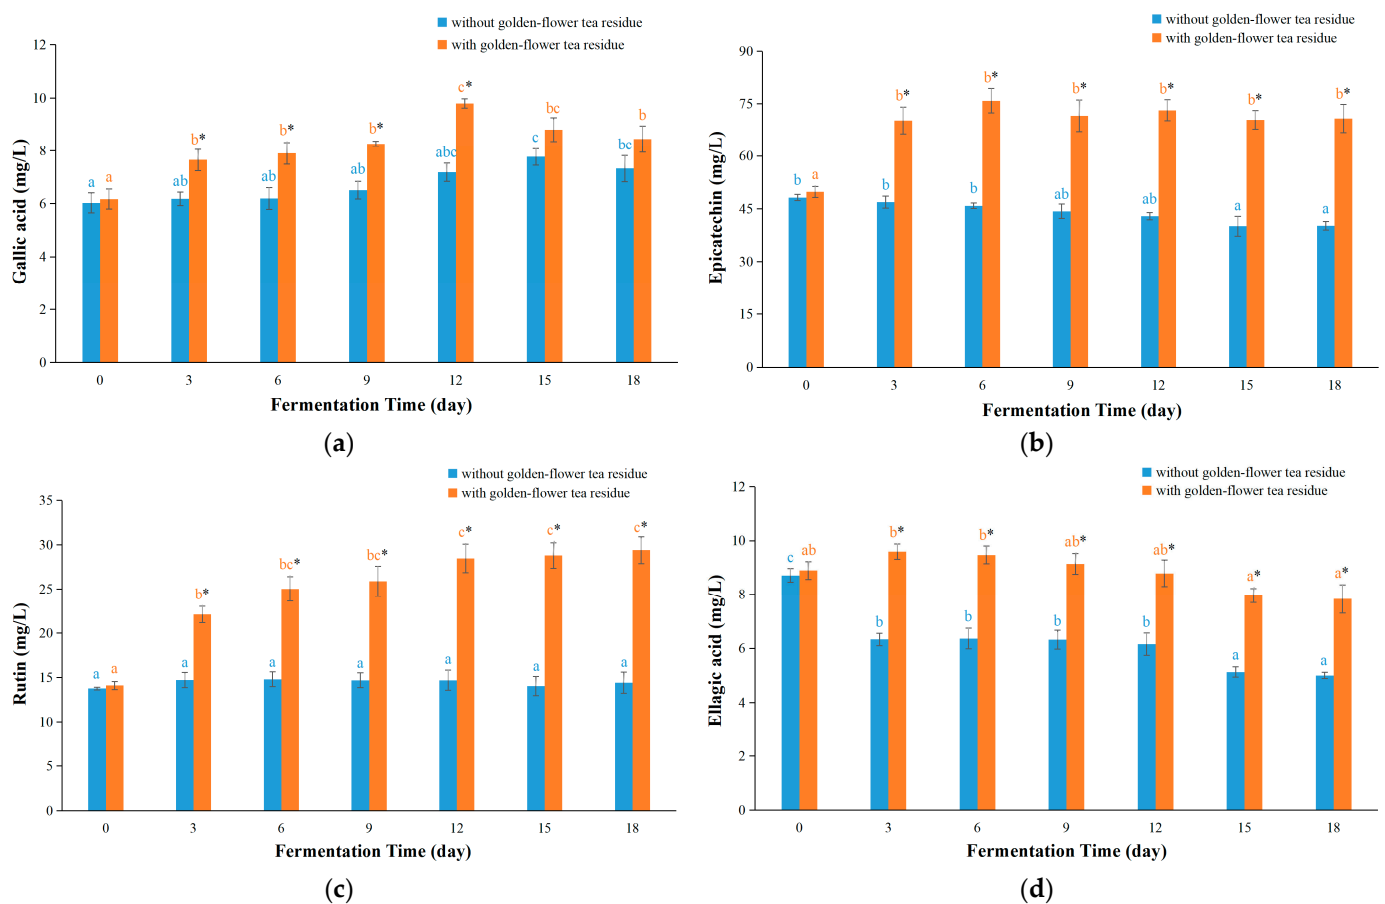 without golden-flower tea residue
with golden-flower tea residue
12
10
8
6
4
2
0
Gallic acid (mg/L)
a a ab b* ab b* ab b* abc c* c bc bc b
0 3 6 9 12 15 18
Fermentation Time (day)
(a)
without golden-flower tea residue
with golden-flower tea residue
90
75
60
45
30
15
0
Epicatechin (mg/L)
b a b b* b b* ab b* ab b* a b* a b*
0 3 6 9 12 15 18
Fermentation Time (day)
(b)
without golden-flower tea residue
with golden-flower tea residue
35
30
25
20
15
10
5
0
Rutin (mg/L)
a a a b* a bc* a bc* a c* a c* a c*
0 3 6 9 12 15 18
Fermentation Time (day)
(c)
without golden-flower tea residue
with golden-flower tea residue
12
10
8
6
4
2
0
Ellagic acid (mg/L)
c ab b b* b b* b ab* b ab* a a* a a*
0 3 6 9 12 15 18
Fermentation Time (day)
(d)